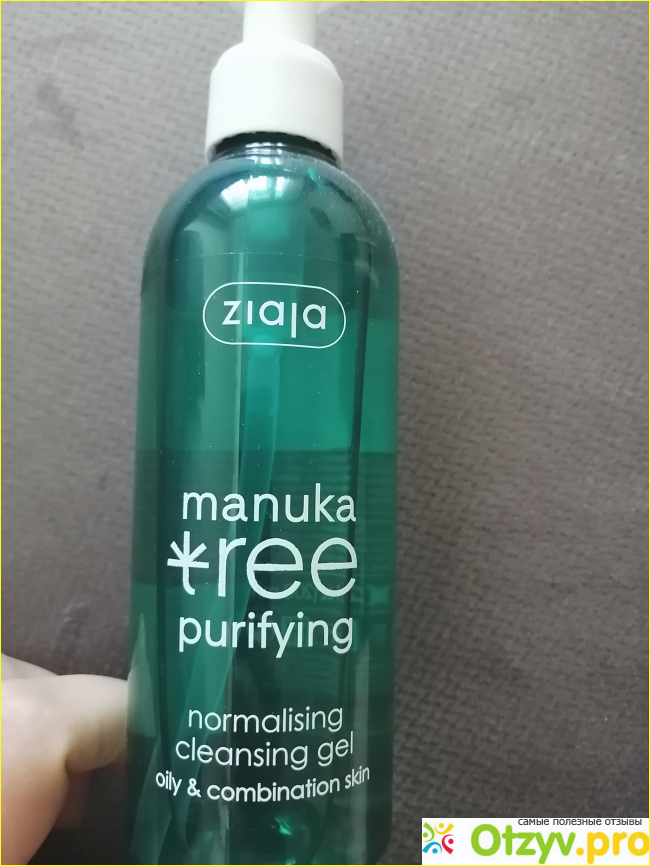 ziaja
manuka
tree
purifying
normalising
cleansing gel
oily & combination skin
самые полезные отзывы
Otzyv.pro